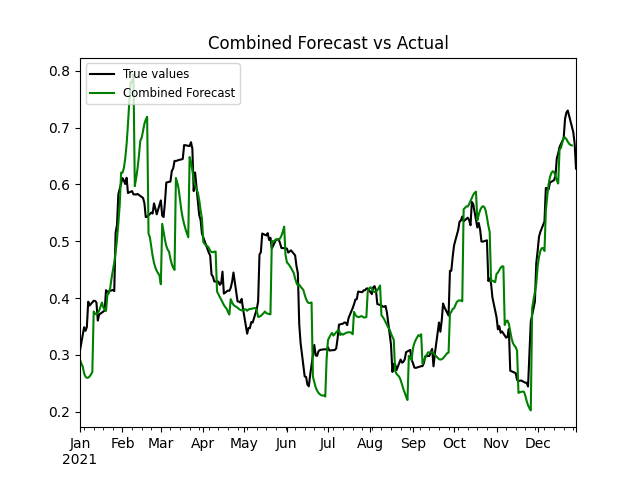 Combined Forecast vs Actual
True values
Combined Forecast
0.8
0.7
0.6
0.5
0.4
0.3
0.2
Jan Feb Mar Apr May Jun Jul Aug Sep Oct Nov Dec
2021